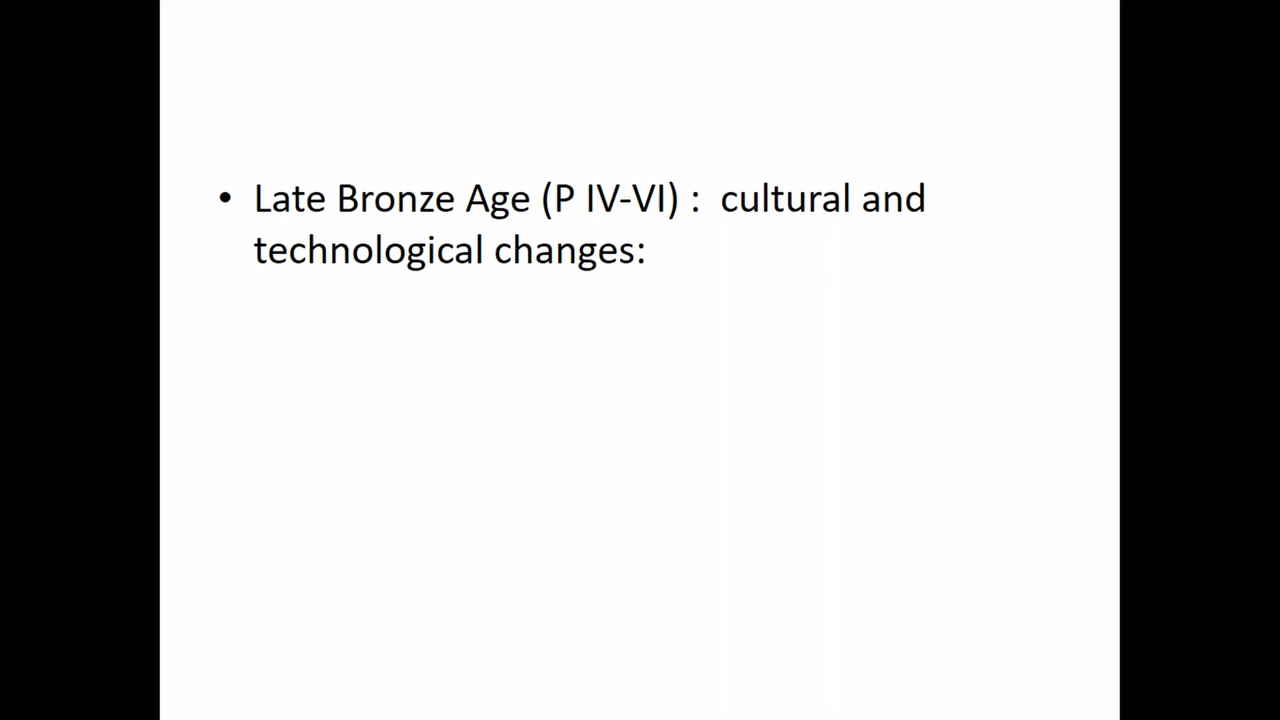 • Late Bronze Age (P IV-VI) :  cultural and
technological changes: